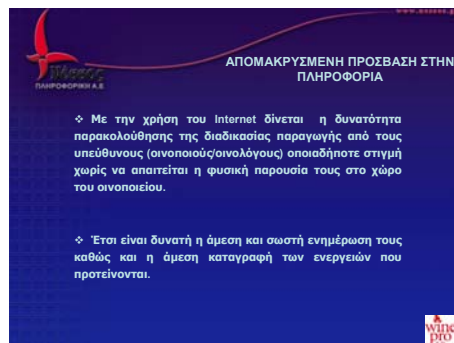 ΑΠΟΜΑΚΡΥΣΜΕΝΗ ΠΡΟΣΒΑΣΗ ΣΤΗΝ
ΠΛΗΡΟΦΟΡΙΑ
ΠΛΗΡΟΦΟΡΙΚΗ Α.Ε
❖ Με την χρήση του Internet δίνεται η δυνατότητα
παρακολούθησης της διαδικασίας παραγωγής από τους
υπεύθυνους (οινοποιούς/οινολόγους) οποιαδήποτε στιγμή
χωρίς να απαιτείται η φυσική παρουσία τους στο χώρο
του οινοποιείου.
❖ Έτσι είναι δυνατή η άμεση και σωστή ενημέρωση τους
καθώς και η άμεση καταγραφή των ενεργειών που
προτείνονται.
wine
pro